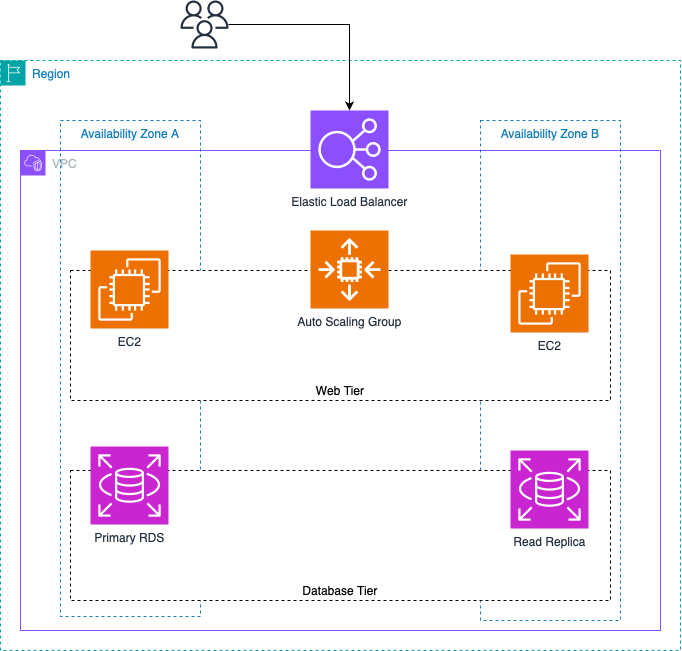 Region
Availability Zone A
Availability Zone B
VPC
Elastic Load Balancer
EC2
Auto Scaling Group
EC2
Web Tier
Primary RDS
Read Replica
Database Tier